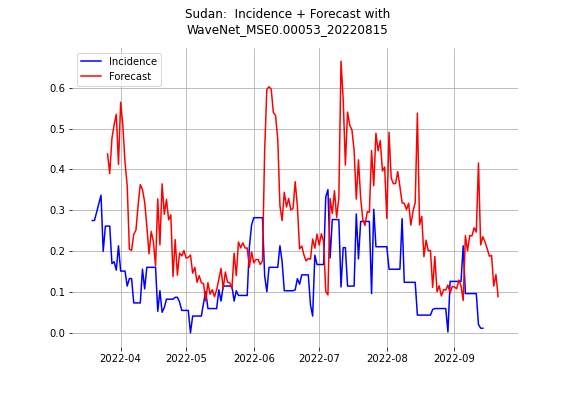 Sudan:  Incidence + Forecast with
WaveNet_MSE0.00053_20220815
Incidence
Forecast
0.6
0.5
0.4
0.3
0.2
0.1
0.0
2022-04 2022-05 2022-06 2022-07 2022-08 2022-09